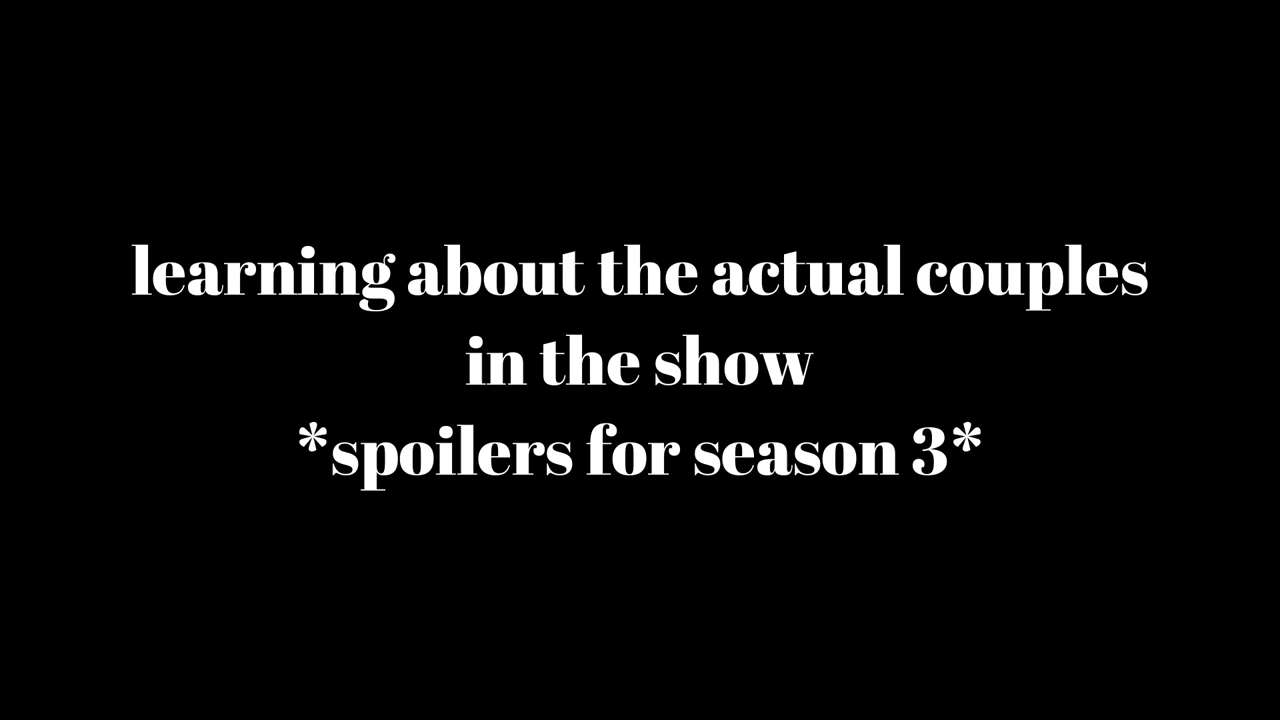 learning about the actual couples
in the show
*spoilers for season 3*